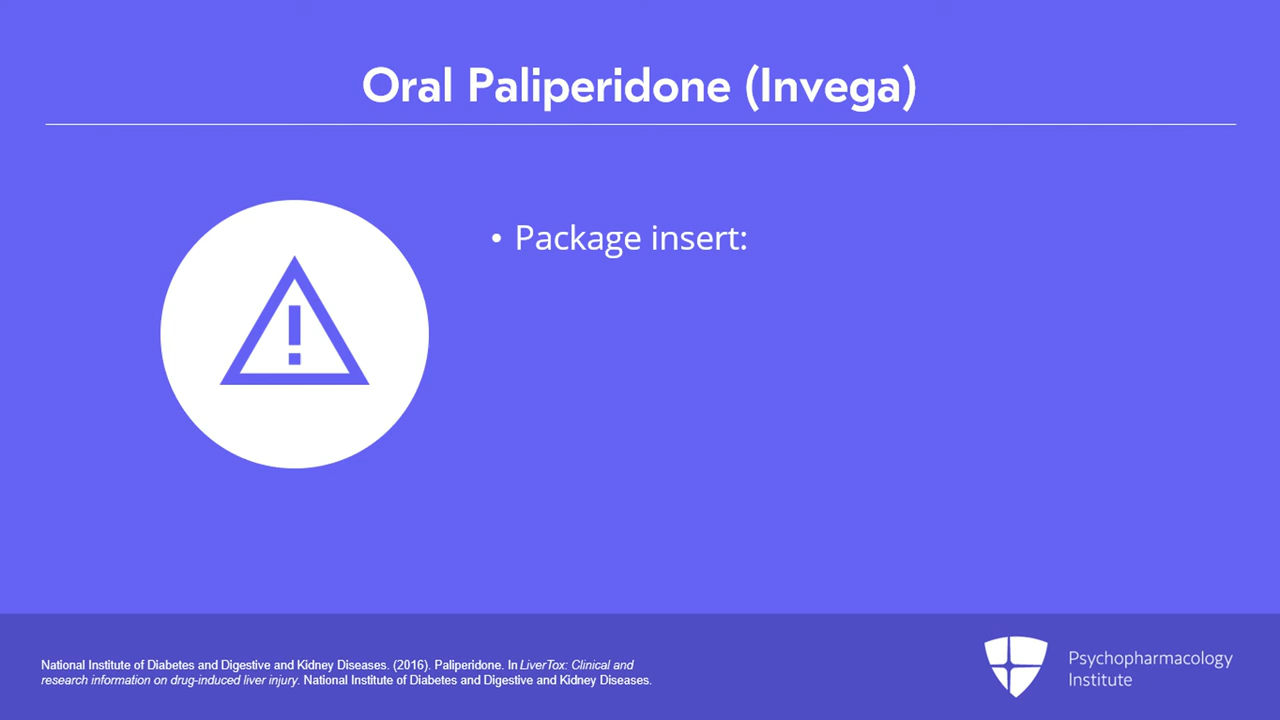 Oral Paliperidone (Invega)
• Package insert:
National Institute of Diabetes and Digestive and Kidney Diseases. (2016). Paliperidone. In LiverTox: Clinical and
research information on drug-induced liver injury. National Institute of Diabetes and Digestive and Kidney Diseases.
Psychopharmacology
Institute